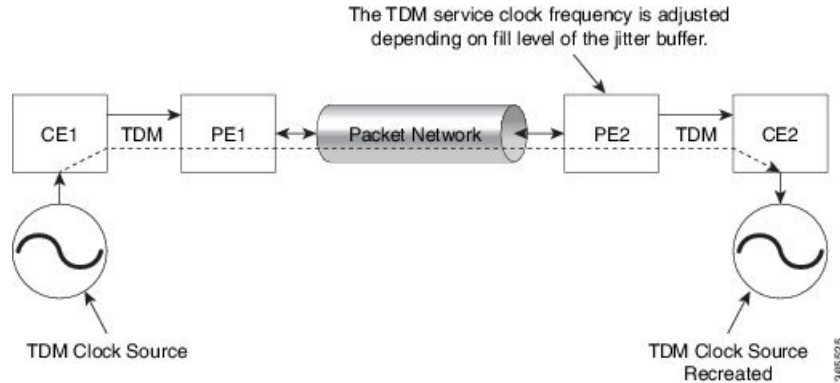 The TDM service clock frequency is adjusted
depending on fill level of the jitter buffer.
CE1
TDM
PE1
Packet Network
PE2
TDM
CE2
TDM Clock Source
TDM Clock Source
Recreated